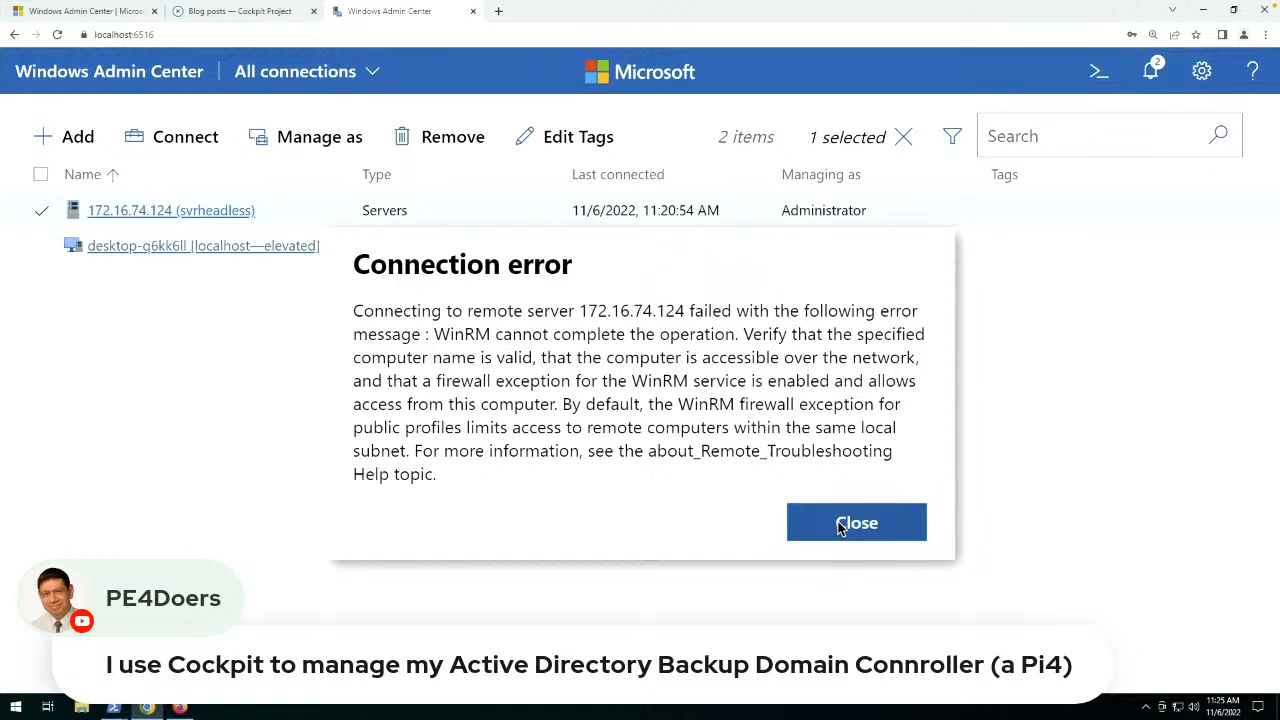 Windows Admin Center | Micros
Blog posts — Cockpit Project
Windows Admin Center
localhost:6516
Windows Admin Center
All connections
Microsoft
2
Add
Connect
Manage as
Remove
Edit Tags
2 items
1 selected
Search
Name
Type
Last connected
Managing as
Tags
172.16.74.124 (svrheadless)
Servers
11/6/2022, 11:20:54 AM
Administrator
desktop-q6kk6ll [localhost—elevated]
Connection error
Connecting to remote server 172.16.74.124 failed with the following error
message : WinRM cannot complete the operation. Verify that the specified
computer name is valid, that the computer is accessible over the network,
and that a firewall exception for the WinRM service is enabled and allows
access from this computer. By default, the WinRM firewall exception for
public profiles limits access to remote computers within the same local
subnet. For more information, see the about_Remote_Troubleshooting
Help topic.
Close
PE4Doers
I use Cockpit to manage my Active Directory Backup Domain Connroller (a Pi4)
11:25 AM
11/6/2022